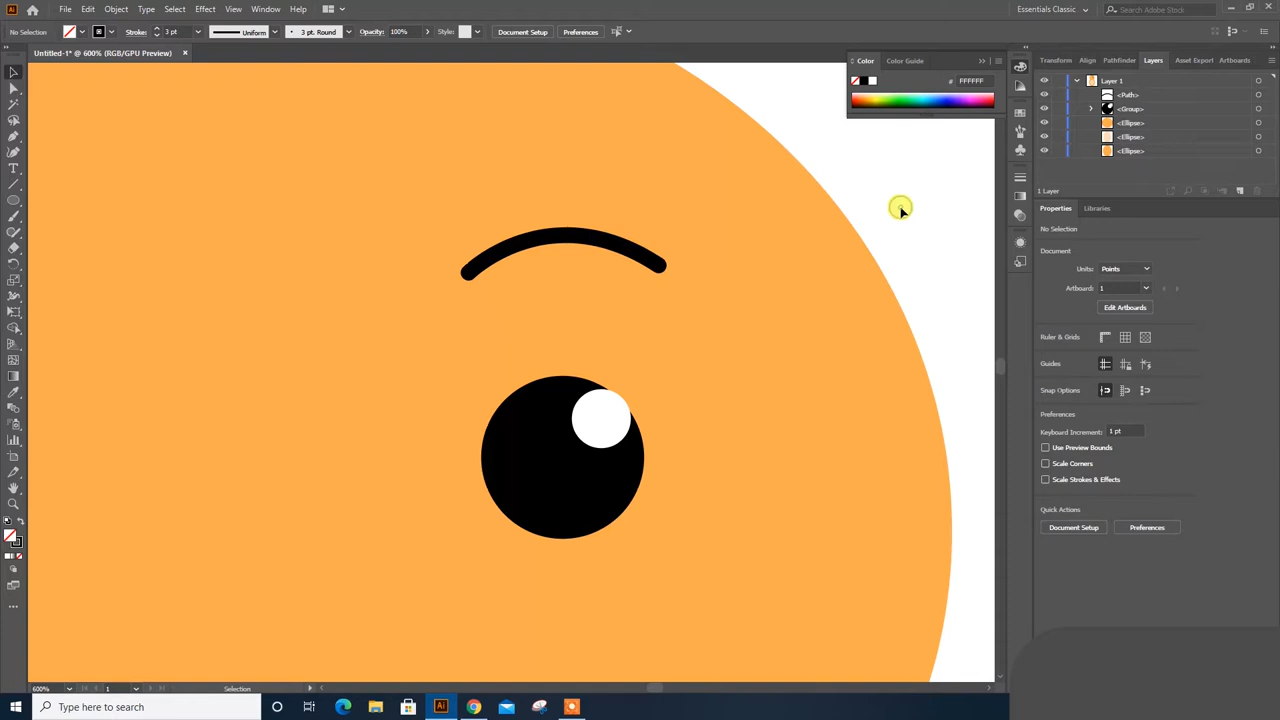 Ai File Edit Object Type Select Effect View Window Help Essentials Classic Search Adobe Stock
No Selection Stroke: 3 pt Uniform 3 pt. Round Opacity: 100% Style: Document Setup Preferences
Untitled-1* @ 600% (RGB/GPU Preview) ×
Color Color Guide
# FFFFFF
Transform Align Pathfinder Layers Asset Export Artboards
Layer 1
<Path>
<Group>
<Ellipse>
<Ellipse>
<Ellipse>
1 Layer
Properties Libraries
No Selection
Document
Units: Points
Artboard: 1
Edit Artboards
Ruler & Grids
Guides
Snap Options
Preferences
Keyboard Increment: 1 pt
Use Preview Bounds
Scale Corners
Scale Strokes & Effects
Quick Actions
Document Setup Preferences
600% 1 Selection
Type here to search Ai